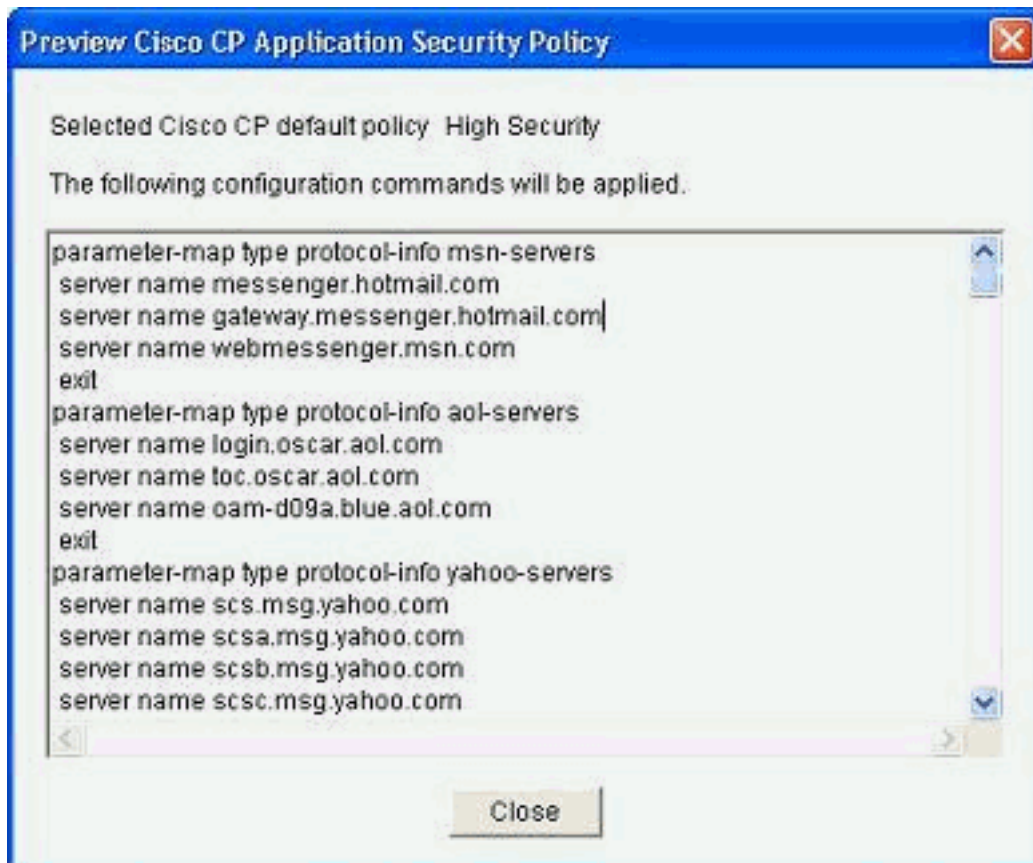 Preview Cisco CP Application Security Policy
Selected Cisco CP default policy High Security
The following configuration commands will be applied.
parameter-map type protocol-info msn-servers
server name messenger.hotmail.com
server name gateway.messenger.hotmail.com
server name webmessenger.msn.com
exit
parameter-map type protocol-info aol-servers
server name login.oscar.aol.com
server name toc.oscar.aol.com
server name oam-d09a.blue.aol.com
exit
parameter-map type protocol-info yahoo-servers
server name scs.msg.yahoo.com
server name scsa.msg.yahoo.com
server name scsb.msg.yahoo.com
server name scsc.msg.yahoo.com
Close